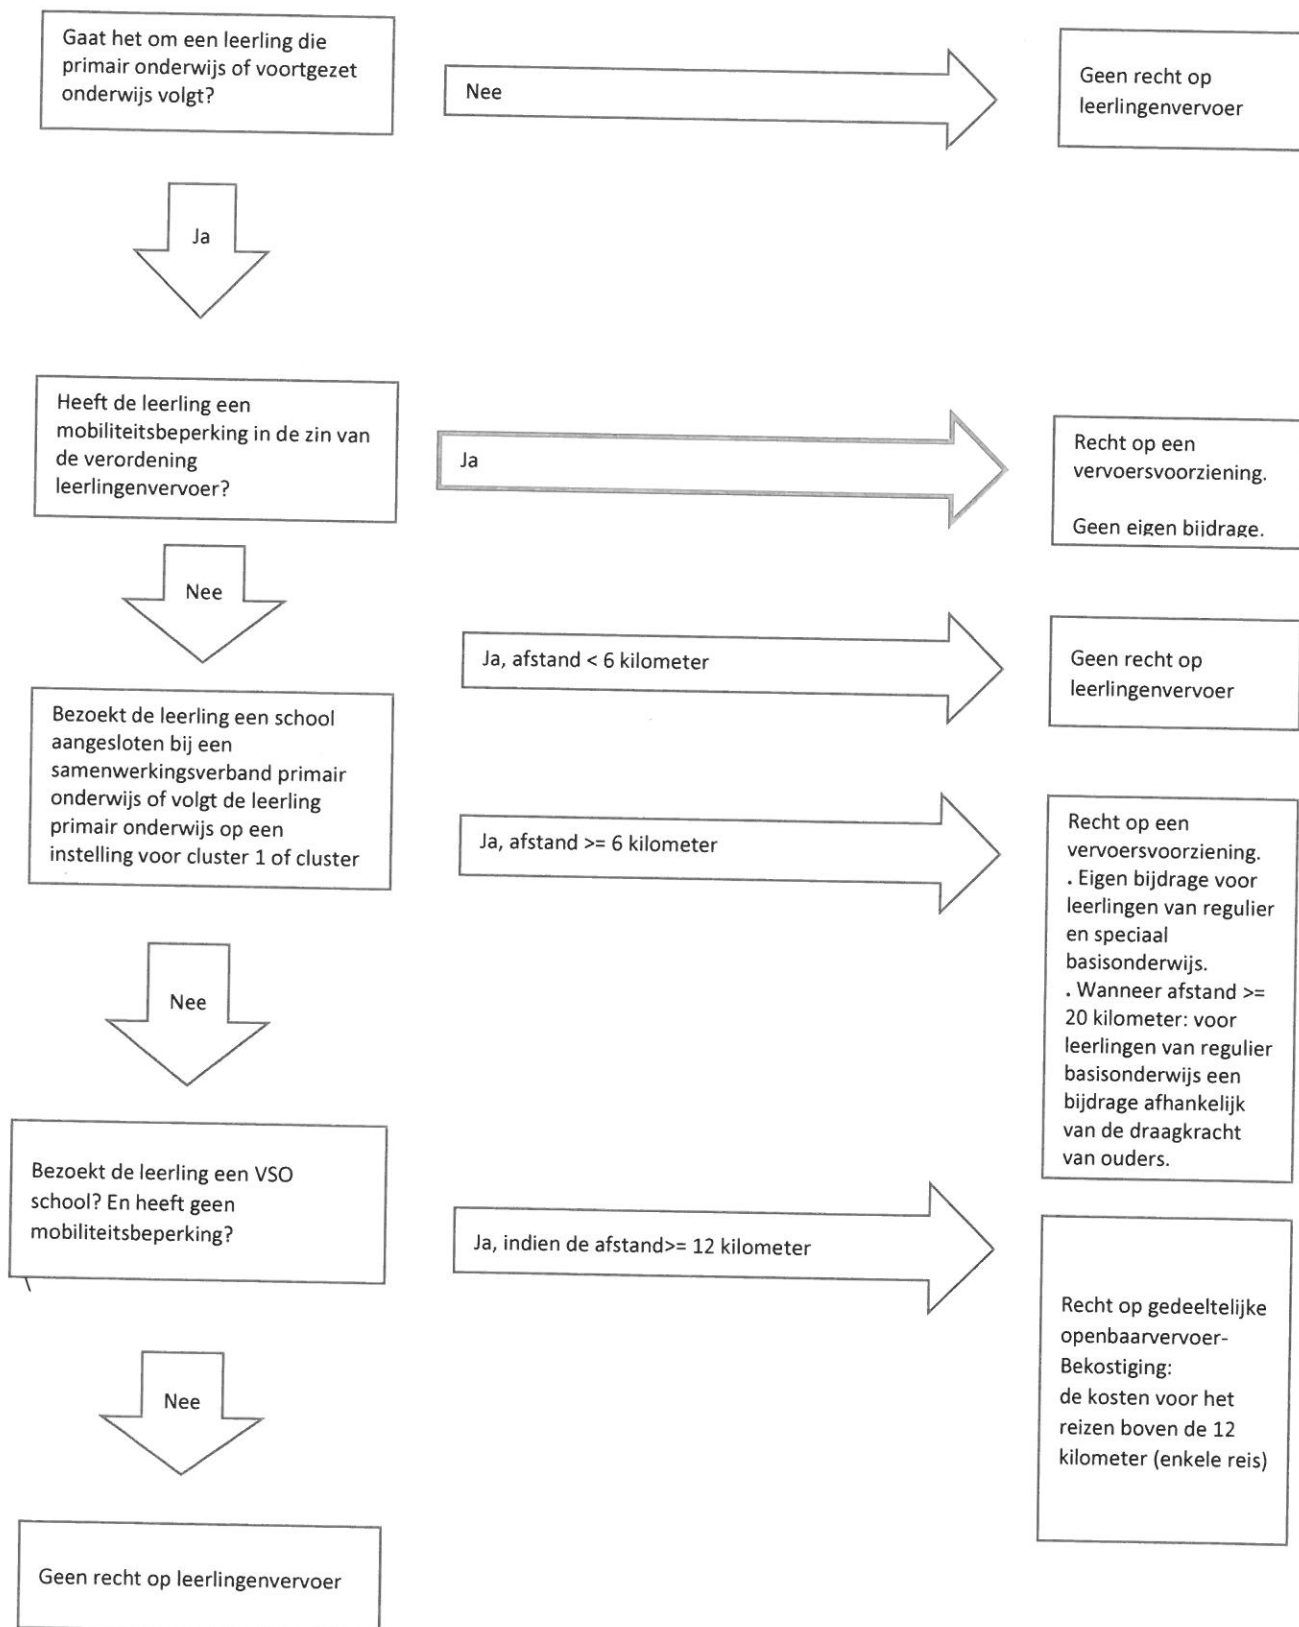 Gaat het om een leerling die
primair onderwijs of voortgezet
onderwijs volgt?
Nee
Geen recht op
leerlingenvervoer
Ja
Heeft de leerling een
mobiliteitsbeperking in de zin van
de verordening
leerlingenvervoer?
Ja
Recht op een
vervoersvoorziening.
Geen eigen bijdrage.
Nee
Ja, afstand < 6 kilometer
Geen recht op
leerlingenvervoer
Bezoekt de leerling een school
aangesloten bij een
samenwerkingsverband primair
onderwijs of volgt de leerling
primair onderwijs op een
instelling voor cluster 1 of cluster
Ja, afstand >= 6 kilometer
Recht op een
vervoersvoorziening.
. Eigen bijdrage voor
leerlingen van regulier
en speciaal
basisonderwijs.
. Wanneer afstand >=
20 kilometer: voor
leerlingen van regulier
basisonderwijs een
bijdrage afhankelijk
van de draagkracht
van ouders.
Nee
Bezoekt de leerling een VSO
school? En heeft geen
mobiliteitsbeperking?
Ja, indien de afstand>= 12 kilometer
Recht op gedeeltelijke
openbaarvervoer-
Bekostiging:
de kosten voor het
reizen boven de 12
kilometer (enkele reis)
Nee
Geen recht op leerlingenvervoer